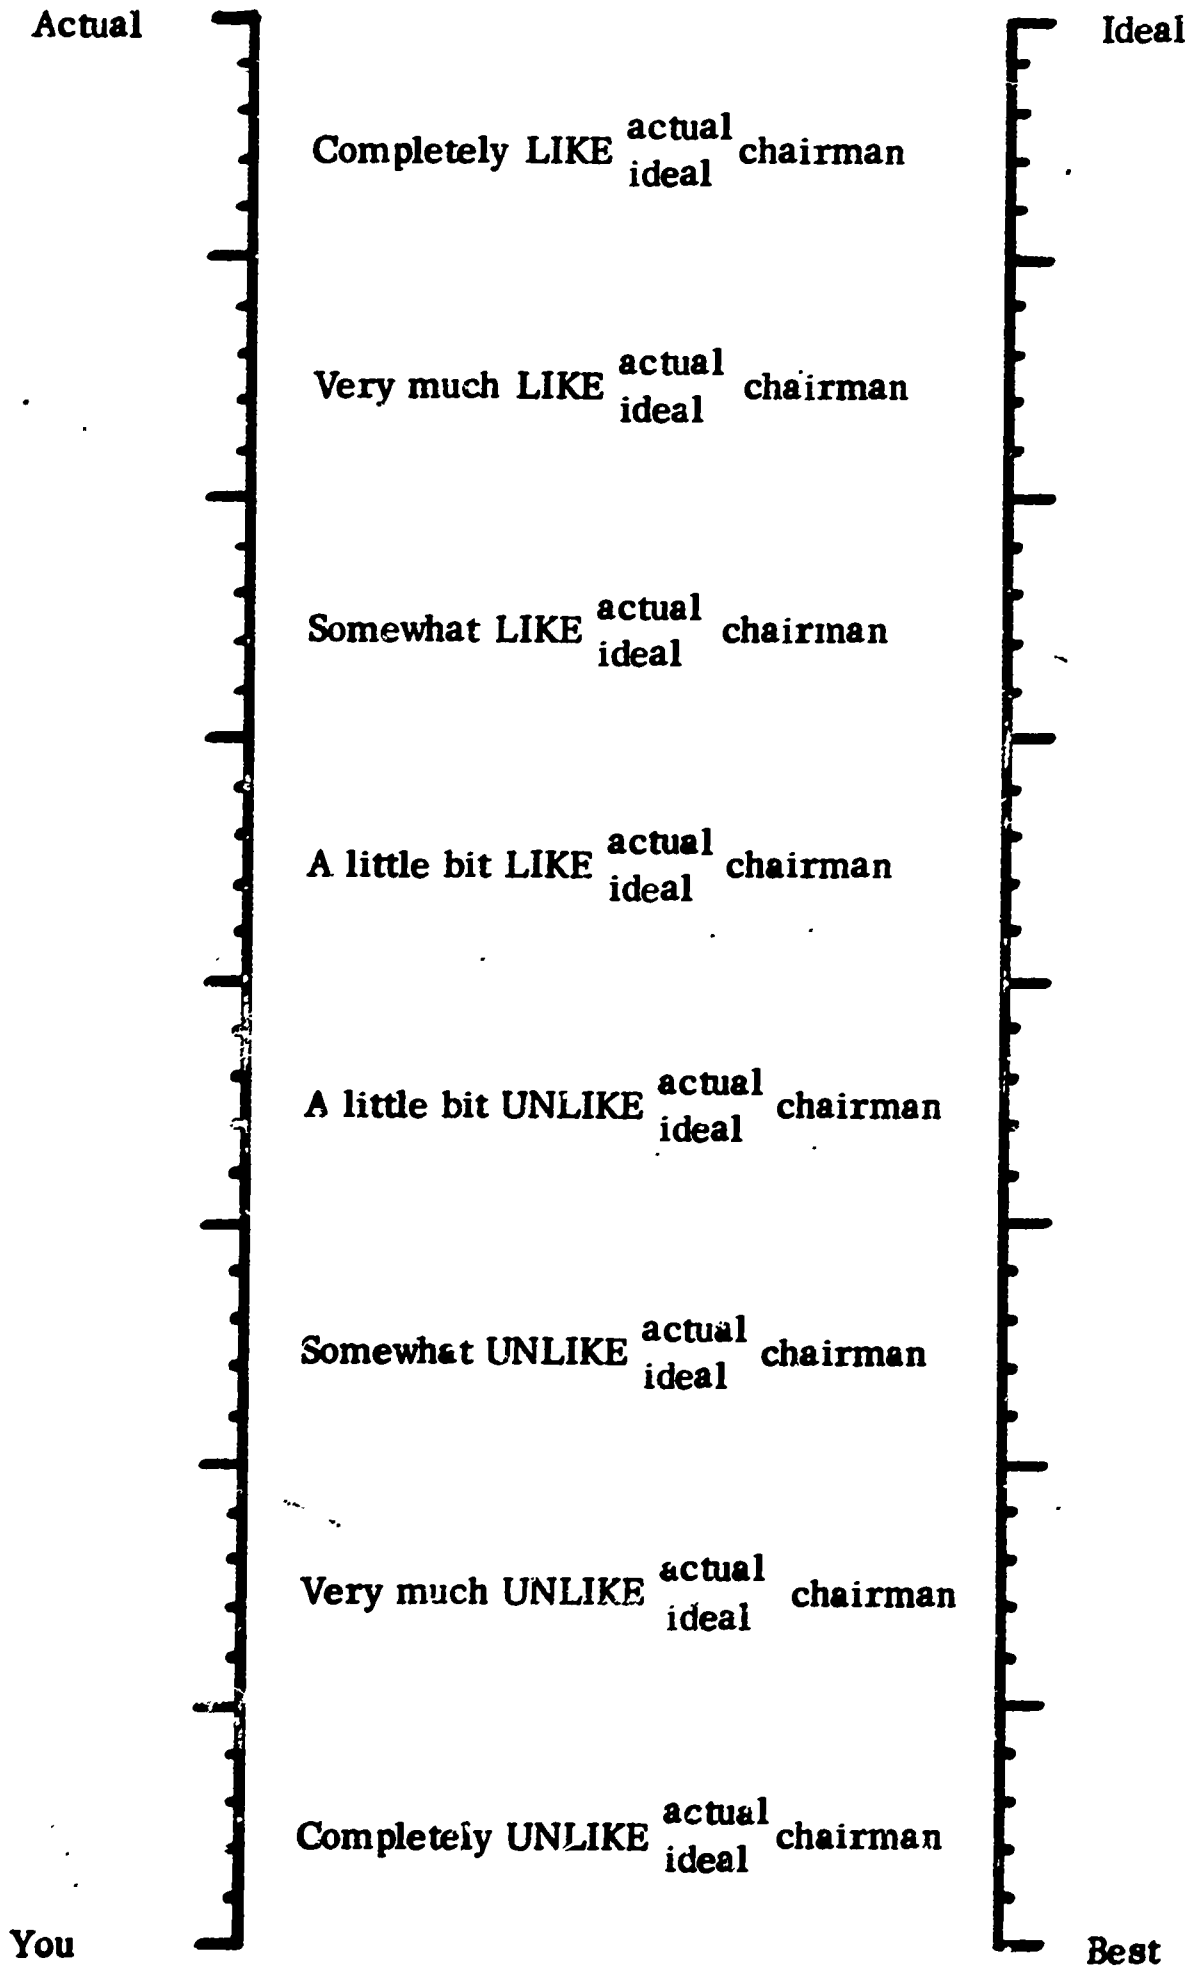 Actual
Ideal
Completely LIKE actual ideal chairman
Very much LIKE actual ideal chairman
Somewhat LIKE actual ideal chairman
A little bit LIKE actual ideal chairman
A little bit UNLIKE actual ideal chairman
Somewhat UNLIKE actual ideal chairman
Very much UNLIKE actual ideal chairman
Completely UNLIKE actual ideal chairman
You
Best